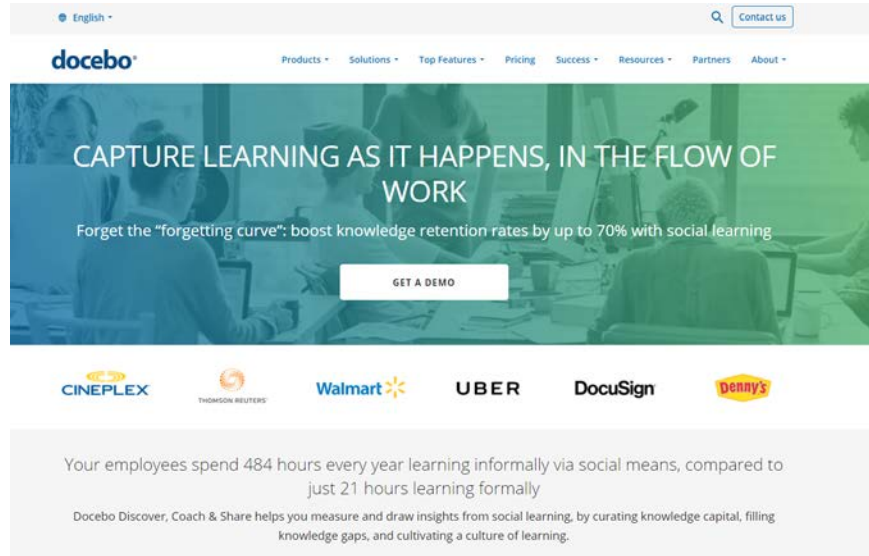 English
Contact us
docebo®
Products Solutions Top Features Pricing Success Resources Partners About
CAPTURE LEARNING AS IT HAPPENS, IN THE FLOW OF
WORK
Forget the “forgetting curve”: boost knowledge retention rates by up to 70% with social learning
GET A DEMO
CINEPLEX THOMSON REUTERS Walmart UBER DocuSign Denny's
Your employees spend 484 hours every year learning informally via social means, compared to
just 21 hours learning formally
Docebo Discover, Coach & Share helps you measure and draw insights from social learning, by curating knowledge capital, filling
knowledge gaps, and cultivating a culture of learning.